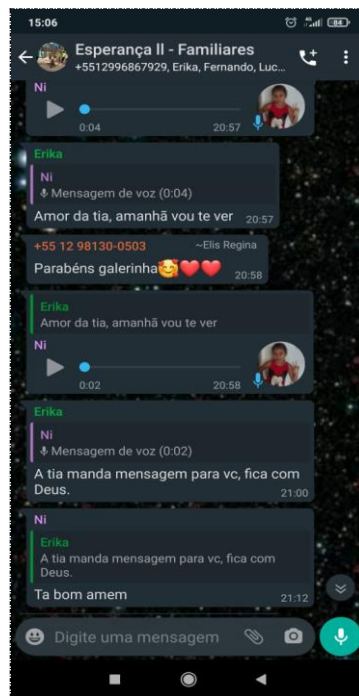 15:06
84
Esperança II - Familiares
+5512996867929, Erika, Fernando, Luc...
Ni
0:04 20:57
Erika
Ni
Mensagem de voz (0:04)
Amor da tia, amanhã vou te ver 20:57
+55 12 98130-0503 ~Elis Regina
Parabéns galerinha🥰❤️❤️ 20:58
Erika
Amor da tia, amanhã vou te ver
Ni
0:02 20:58
Erika
Ni
Mensagem de voz (0:02)
A tia manda mensagem para vc, fica com
Deus. 21:00
Ni
Erika
A tia manda mensagem para vc, fica com
Deus.
Ta bom amem 21:12
Digite uma mensagem